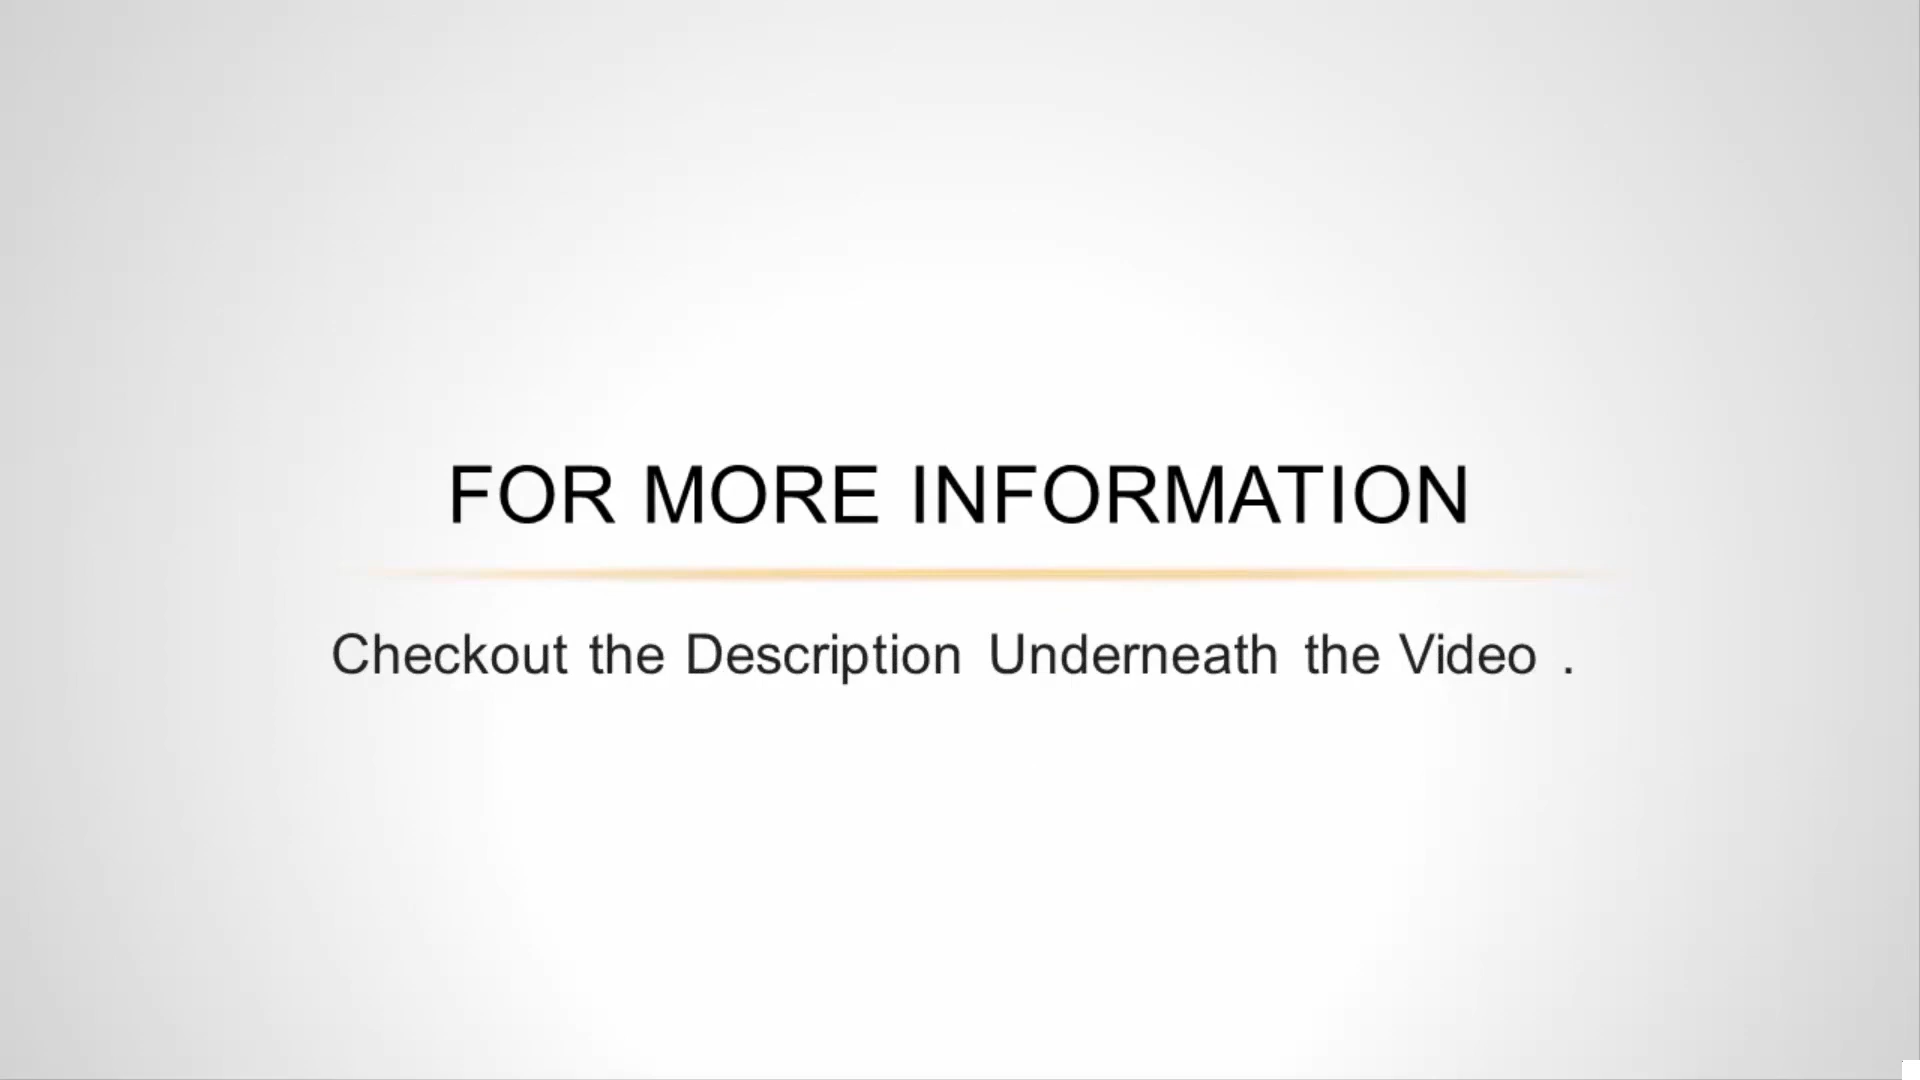 FOR MORE INFORMATION
Checkout the Description Underneath the Video .